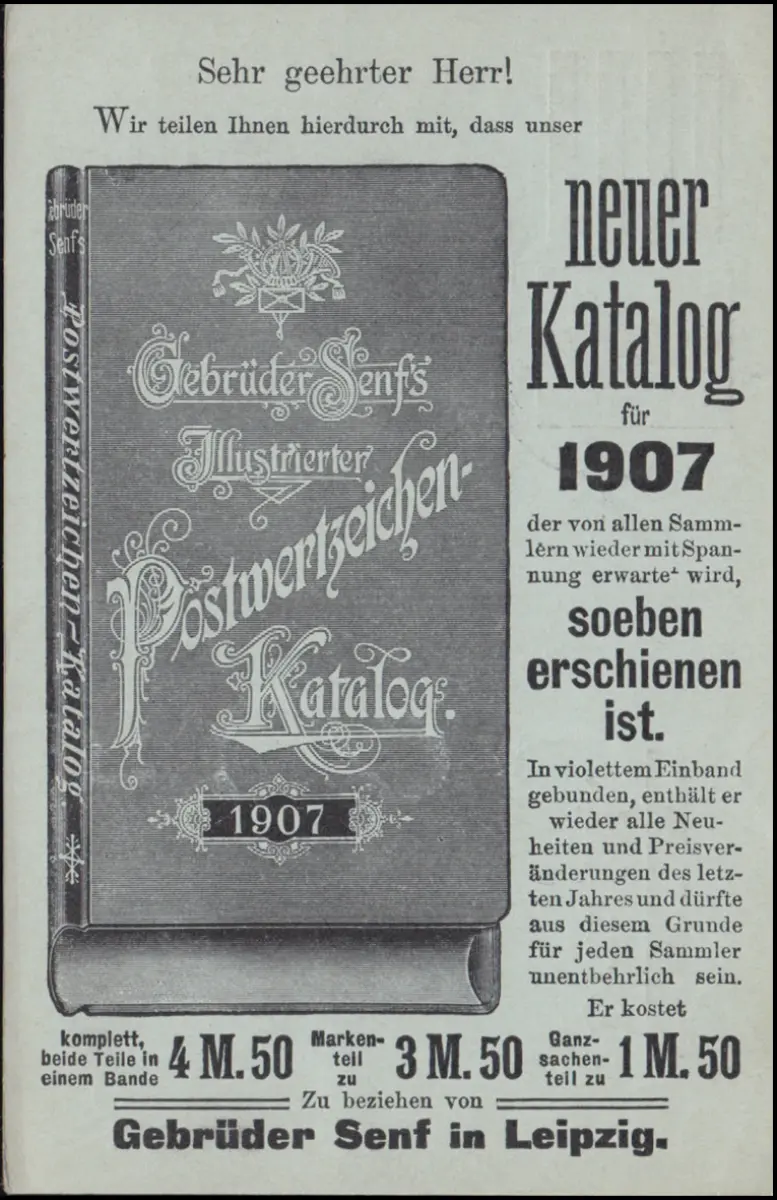 Sehr geehrter Herr!
Wir teilen Ihnen hierdurch mit, dass unser
Gebrüder
Senf's
Postwertzeichen-Katalog.
Gebrüder Senf's
Illustrierter
Postwertzeichen-
Katalog.
1907
neuer
Katalog
für
1907
der von allen Samm-
lern wieder mit Span-
nung erwartet wird,
soeben
erschienen
ist.
In violettem Einband
gebunden, enthält er
wieder alle Neu-
heiten und Preisver-
änderungen des letz-
ten Jahres und dürfte
aus diesem Grunde
für jeden Sammler
unentbehrlich sein.
Er kostet
komplett,
beide Teile in
einem Bande
4 M. 50
Marken-
teil
zu
3 M. 50
Ganz-
sachen-
teil zu
1 M. 50
Zu beziehen von
Gebrüder Senf in Leipzig.